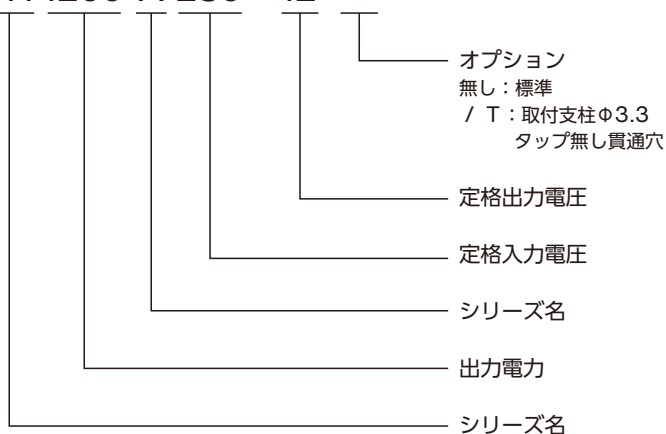 オプション
無し：標準
/ T：取付支柱Φ3.3
タップ無し貫通穴
定格出力電圧
定格入力電圧
シリーズ名
出力電力
シリーズ名